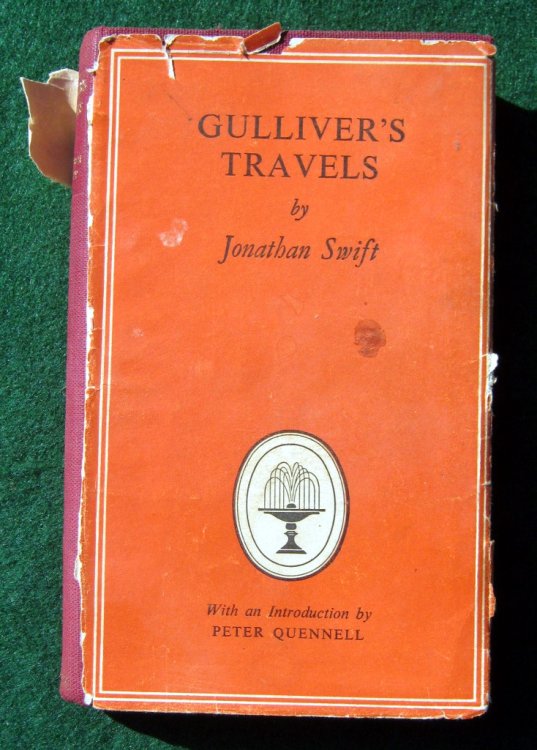 GULLIVER'S
TRAVELS
by
Jonathan Swift
With an Introduction by
PETER QUENNELL